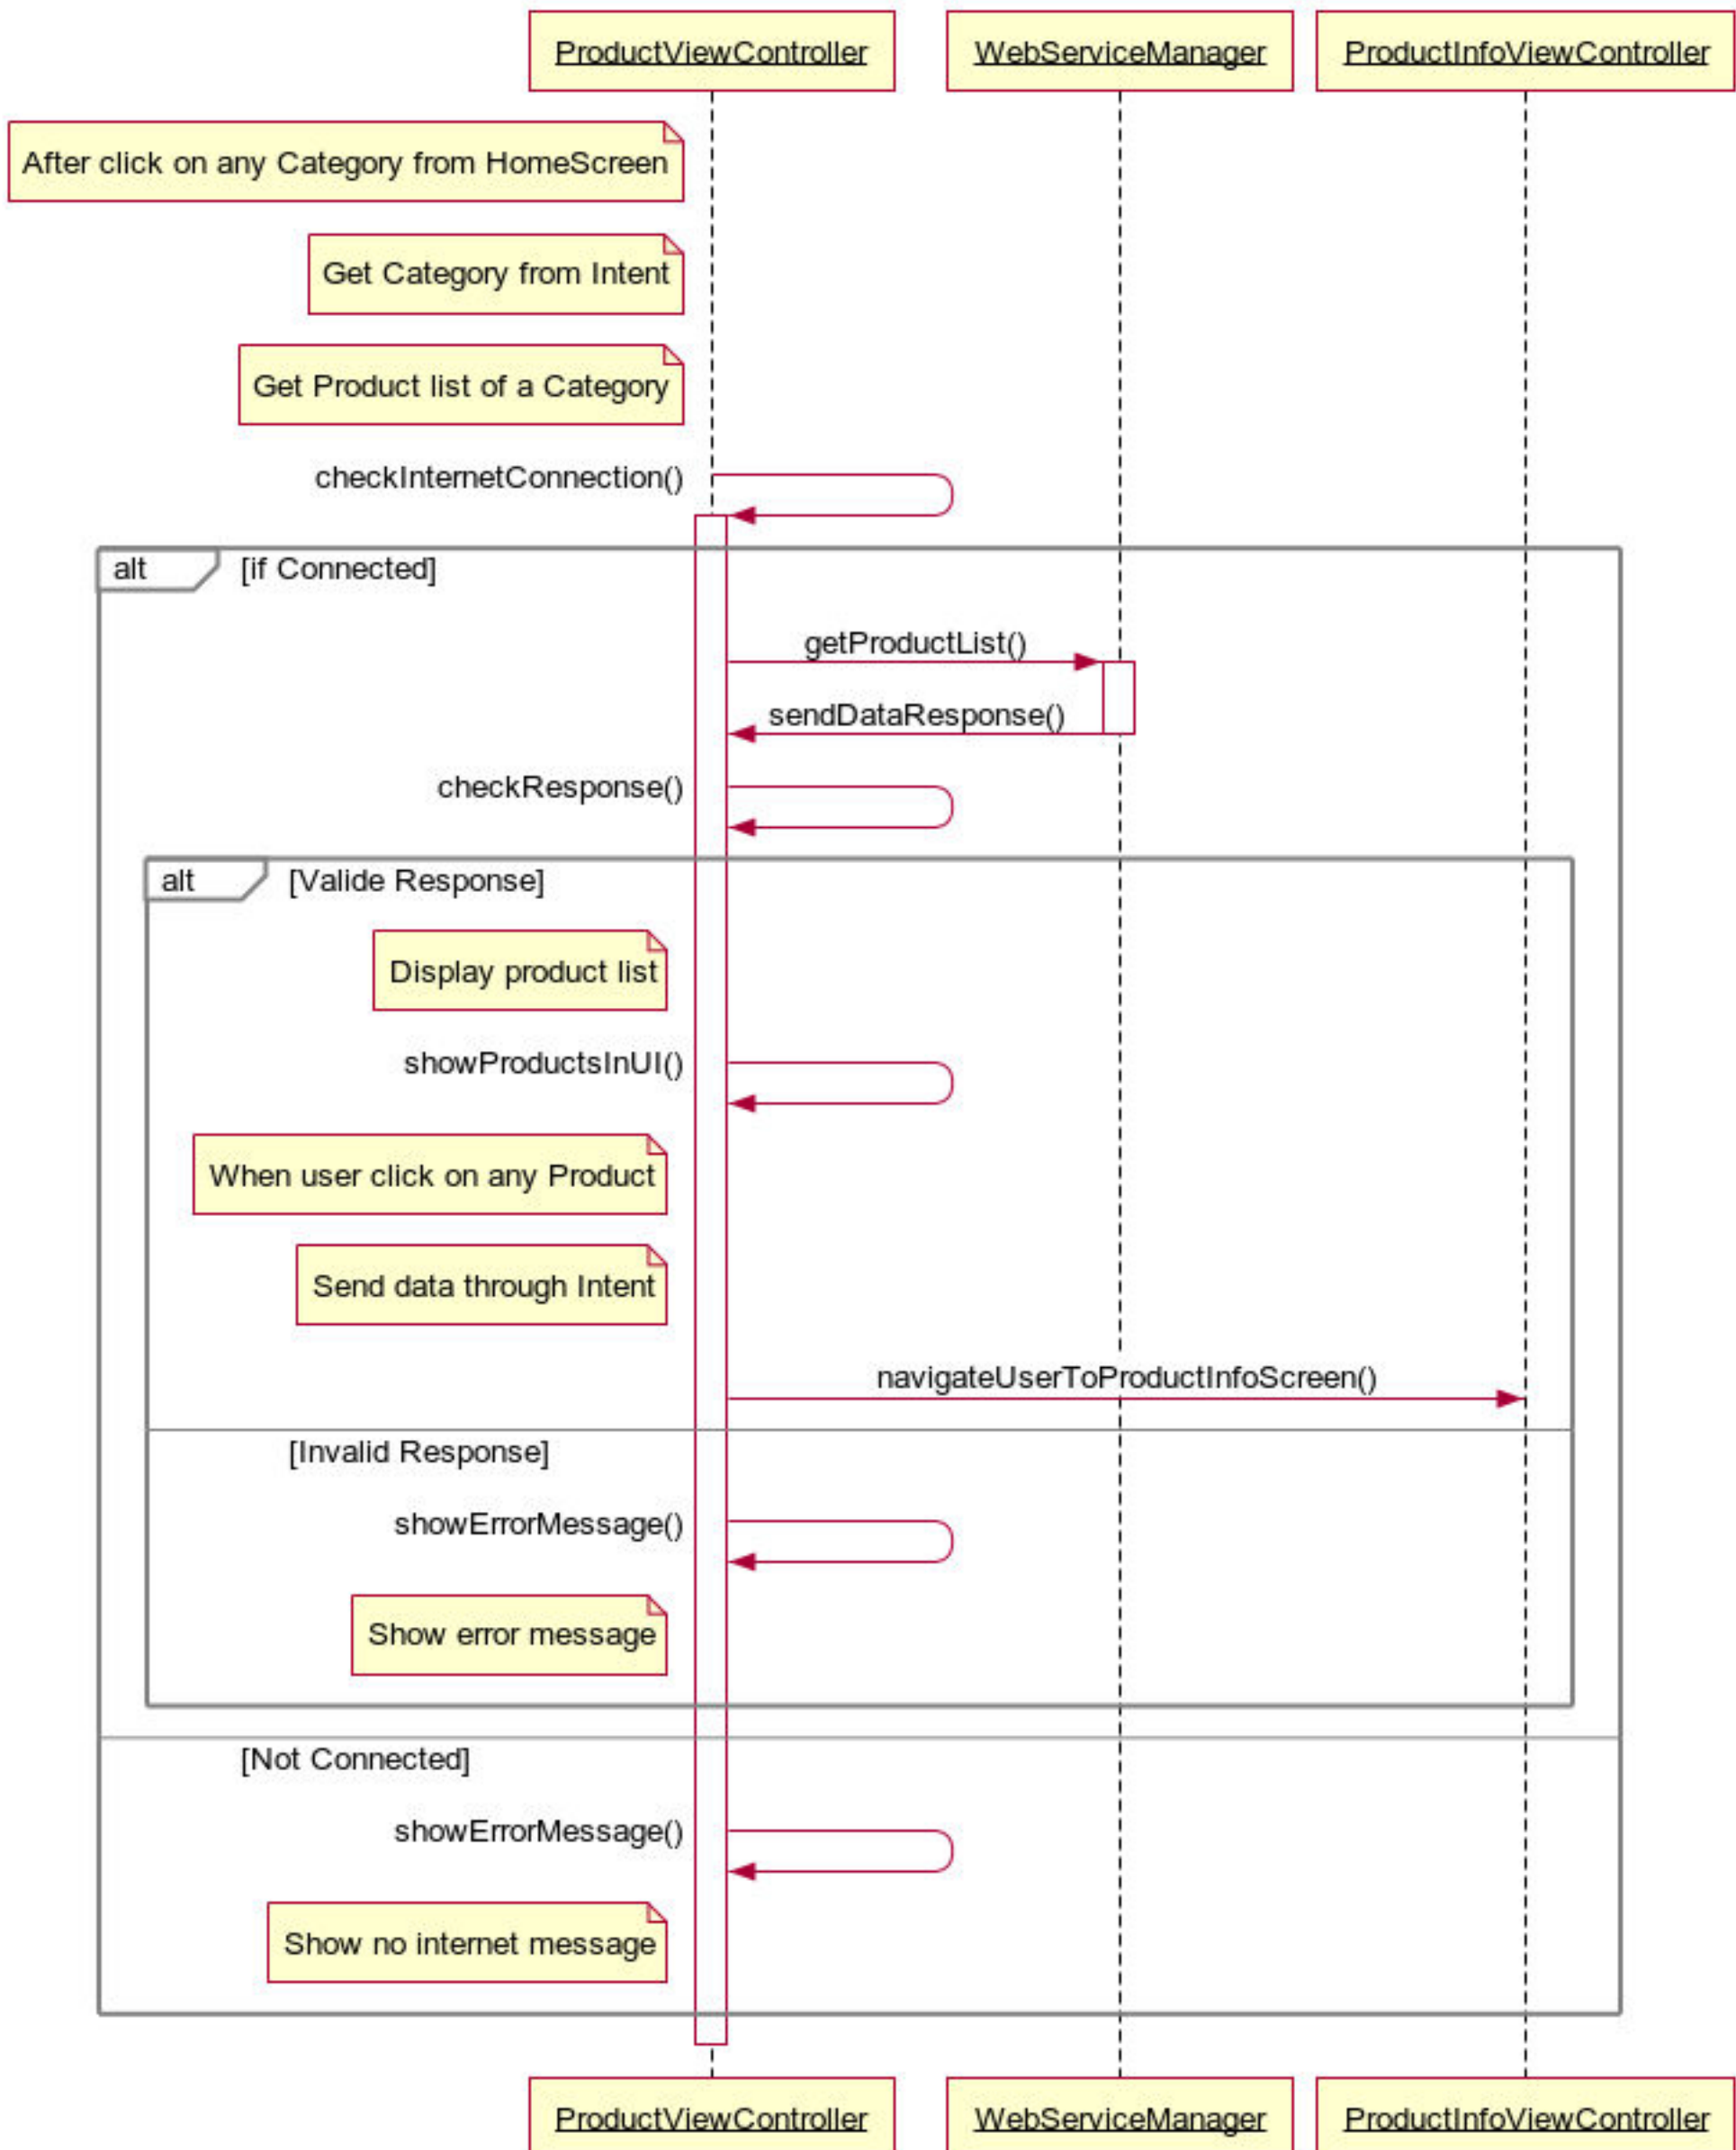 ProductViewController
WebServiceManager
ProductInfoViewController
After click on any Category from HomeScreen
Get Category from Intent
Get Product list of a Category
checkInternetConnection()
alt [if Connected]
getProductList()
sendDataResponse()
checkResponse()
alt [Valide Response]
Display product list
showProductsInUI()
When user click on any Product
Send data through Intent
navigateUserToProductInfoScreen()
[Invalid Response]
showErrorMessage()
Show error message
[Not Connected]
showErrorMessage()
Show no internet message
ProductViewController
WebServiceManager
ProductInfoViewController